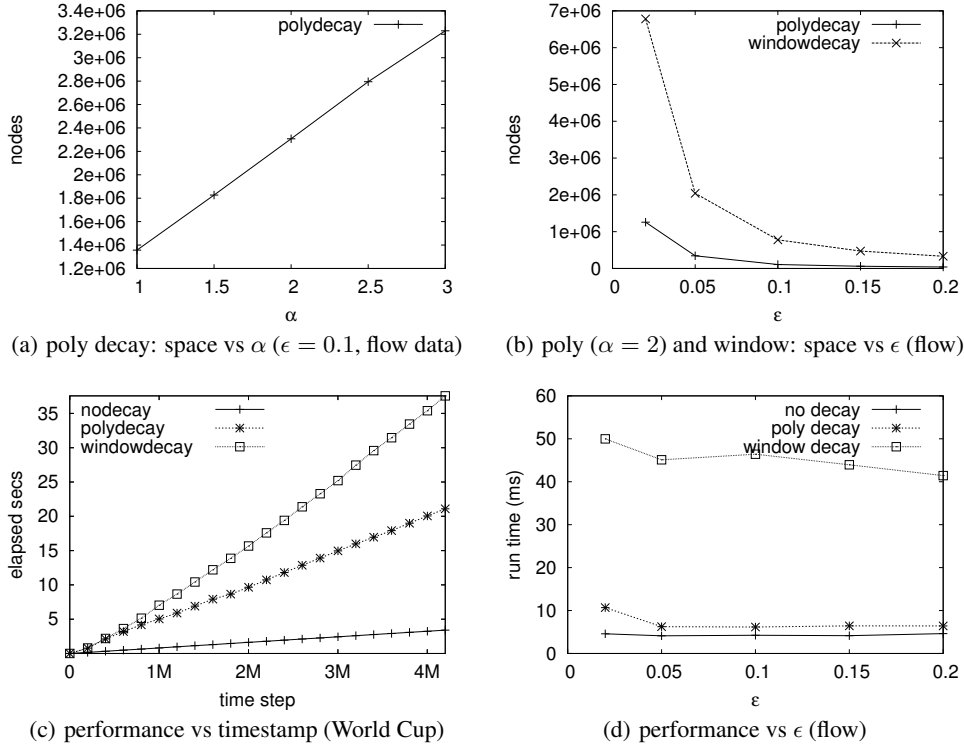 3.4e+06
3.2e+06
3e+06
2.8e+06
2.6e+06
2.4e+06
2.2e+06
2e+06
1.8e+06
1.6e+06
1.4e+06
1.2e+06
nodes
polydecay
1 1.5 2 2.5 3
α
(a) poly decay: space vs α (ϵ = 0.1, flow data)
7e+06
6e+06
5e+06
4e+06
3e+06
2e+06
1e+06
0
nodes
polydecay
windowdecay
0 0.05 0.1 0.15 0.2
ε
(b) poly (α = 2) and window: space vs ϵ (flow)
35
30
25
20
15
10
5
elapsed secs
nodecay
polydecay
windowdecay
0 1M 2M 3M 4M
time step
(c) performance vs timestamp (World Cup)
60
50
40
30
20
10
0
run time (ms)
no decay
poly decay
window decay
0 0.05 0.1 0.15 0.2
ε
(d) performance vs ϵ (flow)